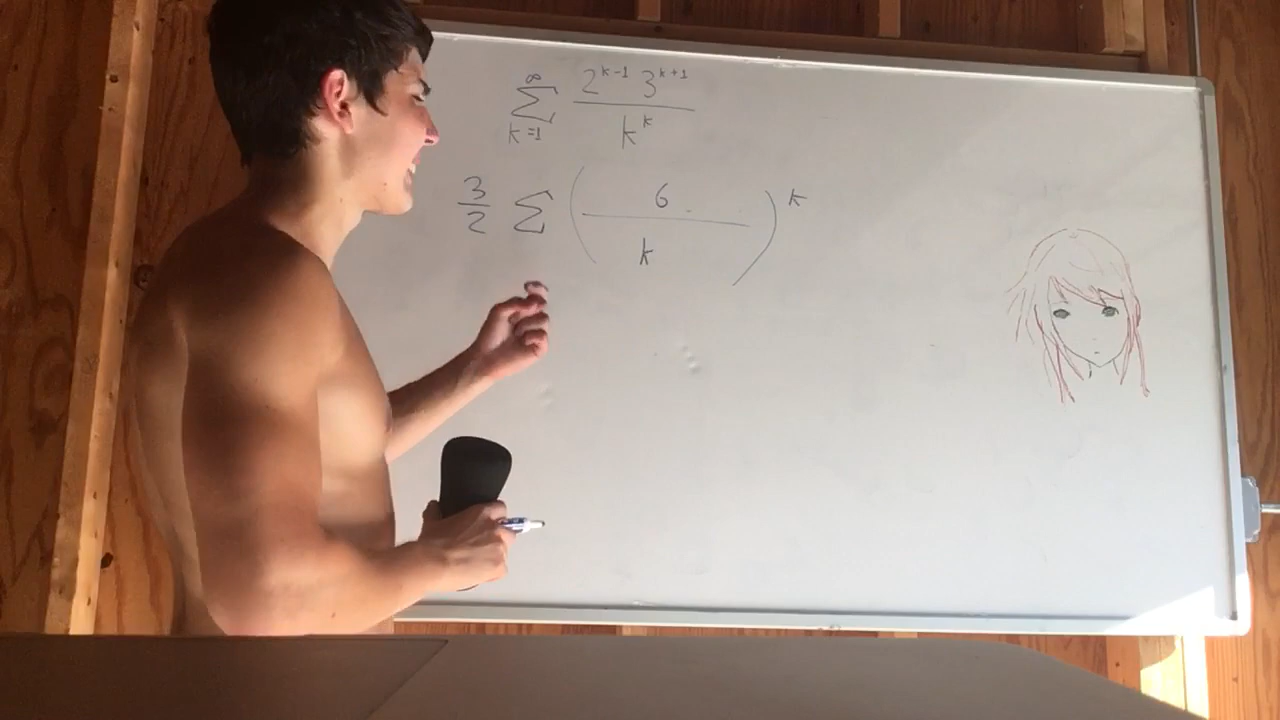 ∞
∑ 2^{k-1} 3^{k+1} / k^k
k=1
3/2 ∑ ( 6 / k )^k